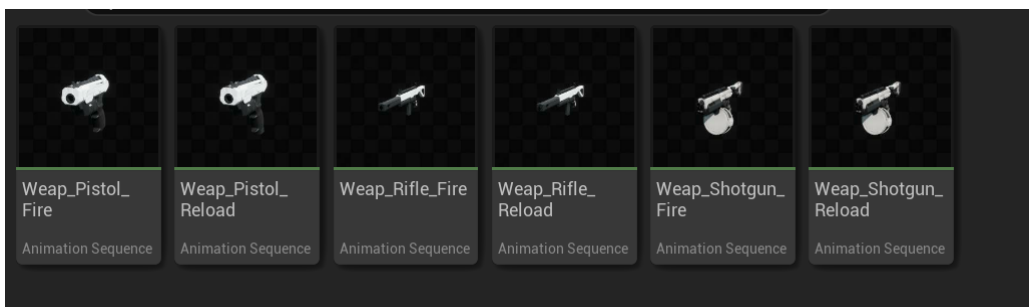 Weap_Pistol_
Fire
Animation Sequence
Weap_Pistol_
Reload
Animation Sequence
Weap_Rifle_Fire
Animation Sequence
Weap_Rifle_
Reload
Animation Sequence
Weap_Shotgun_
Fire
Animation Sequence
Weap_Shotgun_
Reload
Animation Sequence